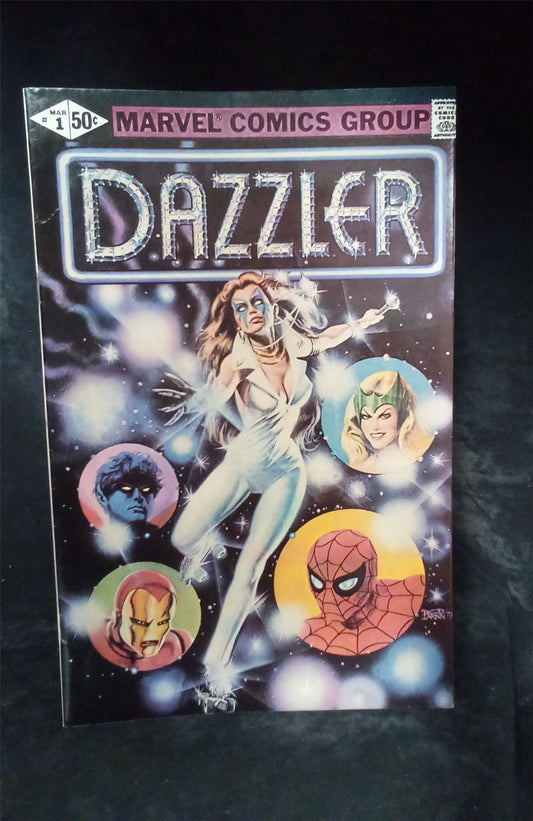 # MAR 1 50¢
MARVEL® COMICS GROUP
APPROVED
BY THE
COMICS
CODE
AUTHORITY
DAZZLER